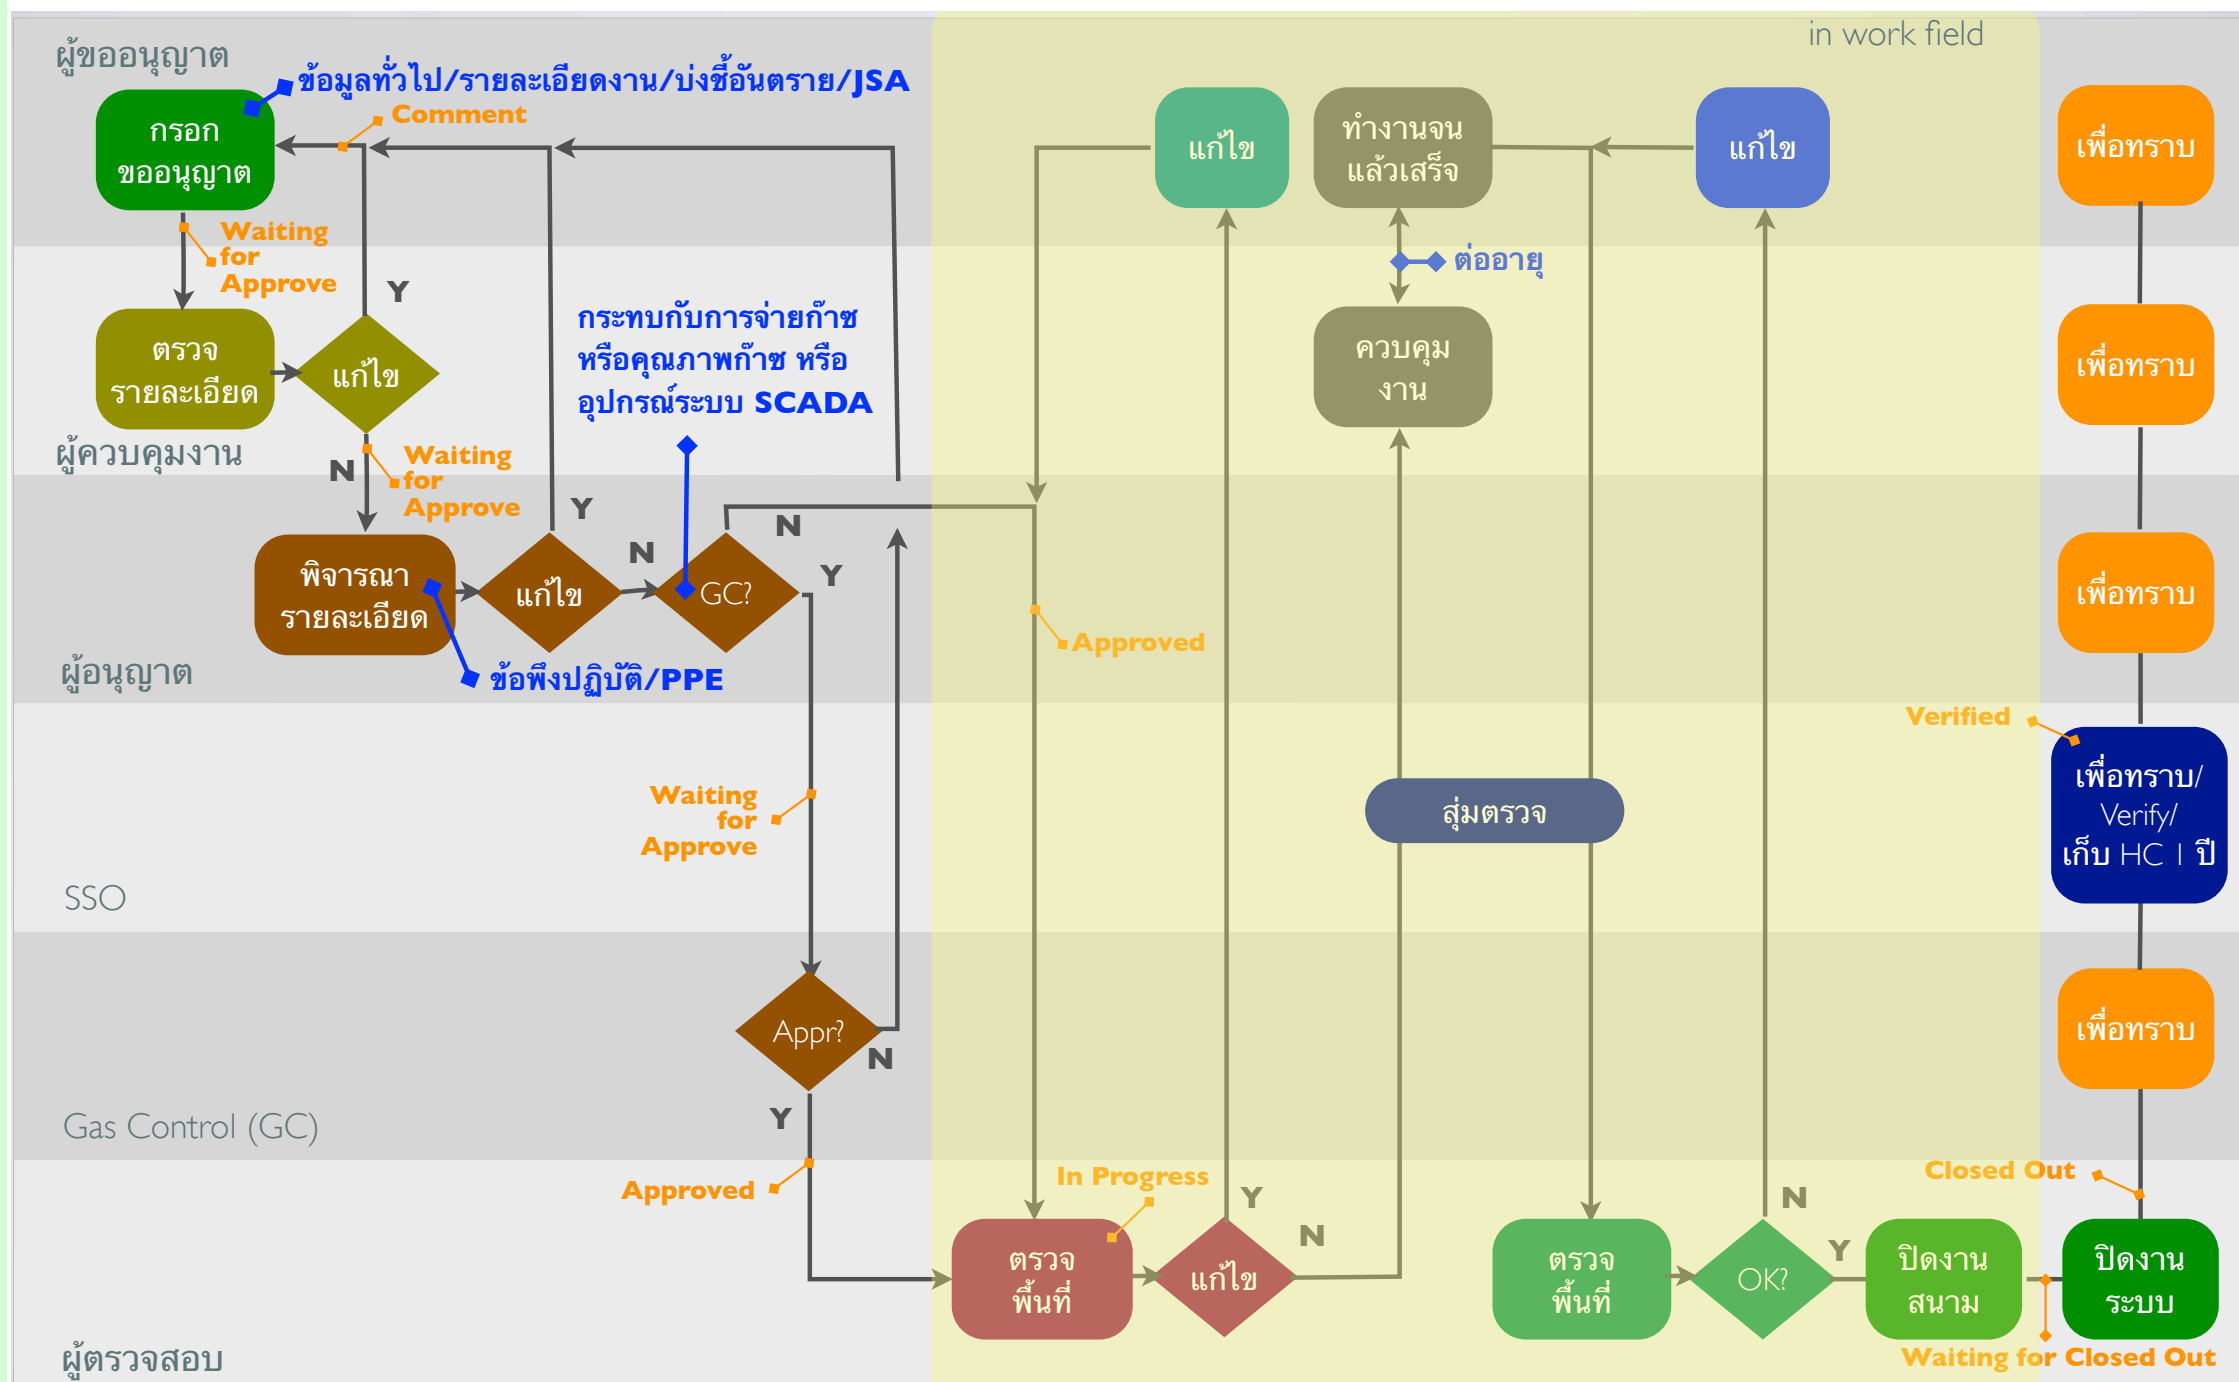 in work field
ผู้ขออนุญาต
ข้อมูลทั่วไป/รายละเอียดงาน/บ่งชี้อันตราย/JSA
Comment
กรอก
ขออนุญาต
แก้ไข
ทำงานจน
แล้วเสร็จ
แก้ไข
เพื่อทราบ
Waiting
for
Approve
Y
ต่ออายุ
กระทบกับการจ่ายก๊าซ
หรือคุณภาพก๊าซ หรือ
อุปกรณ์ระบบ SCADA
ตรวจ
รายละเอียด
แก้ไข
ควบคุม
งาน
เพื่อทราบ
ผู้ควบคุมงาน
N
Waiting
for
Approve
Y
N
N
Y
พิจารณา
รายละเอียด
แก้ไข
GC?
เพื่อทราบ
Approved
ผู้อนุญาต
ข้อพึงปฏิบัติ/PPE
Verified
เพื่อทราบ/
Verify/
เก็บ HC 1 ปี
Waiting
for
Approve
สุ่มตรวจ
SSO
Appr?
N
เพื่อทราบ
Gas Control (GC)
Y
Approved
In Progress
Y
N
N
Y
Closed Out
ตรวจ
พื้นที่
แก้ไข
ตรวจ
พื้นที่
OK?
ปิดงาน
สนาม
ปิดงาน
ระบบ
Waiting for Closed Out
ผู้ตรวจสอบ